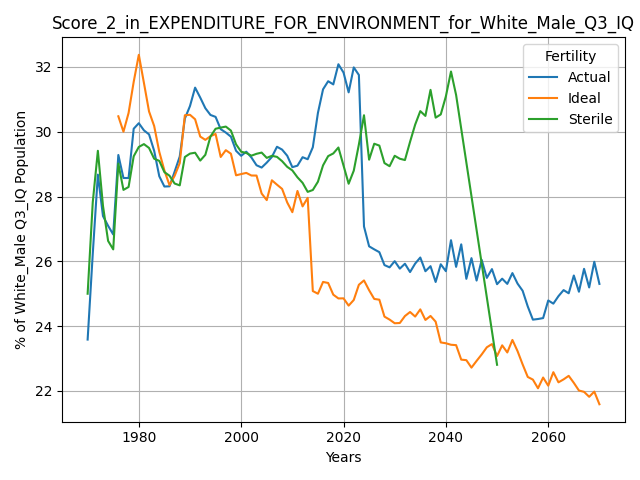 Score_2_in_EXPENDITURE_FOR_ENVIRONMENT_for_White_Male_Q3_IQ
Fertility
Actual
Ideal
Sterile
% of White_Male Q3_IQ Population
32
30
28
26
24
22
1980
2000
2020
2040
2060
Years